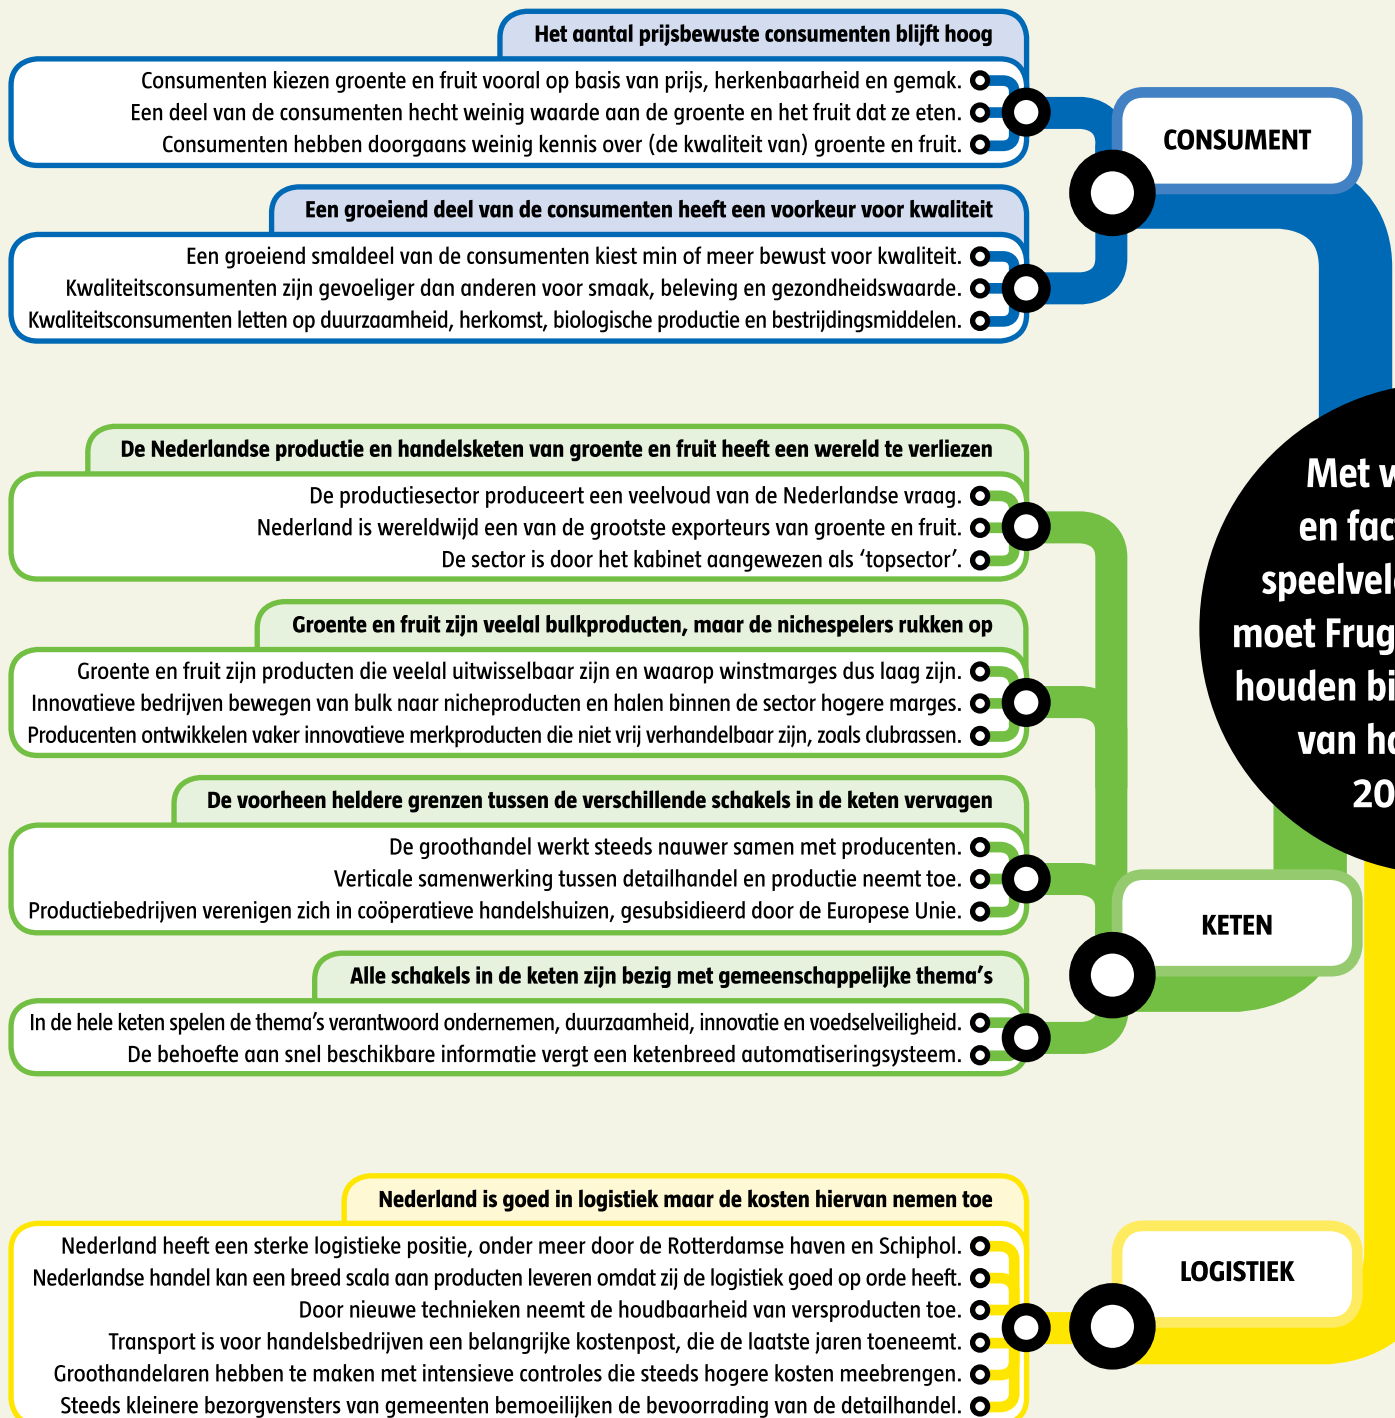 Het aantal prijsbewuste consumenten blijft hoog
Consumenten kiezen groente en fruit vooral op basis van prijs, herkenbaarheid en gemak.
Een deel van de consumenten hecht weinig waarde aan de groente en het fruit dat ze eten.
Consumenten hebben doorgaans weinig kennis over (de kwaliteit van) groente en fruit.
CONSUMENT
Een groeiend deel van de consumenten heeft een voorkeur voor kwaliteit
Een groeiend smaldeel van de consumenten kiest min of meer bewust voor kwaliteit.
Kwaliteitsconsumenten zijn gevoeliger dan anderen voor smaak, beleving en gezondheidswaarde.
Kwaliteitsconsumenten letten op duurzaamheid, herkomst, biologische productie en bestrijdingsmiddelen.
De Nederlandse productie en handelsketen van groente en fruit heeft een wereld te verliezen
De productiesector produceert een veelvoud van de Nederlandse vraag.
Nederland is wereldwijd een van de grootste exporteurs van groente en fruit.
De sector is door het kabinet aangewezen als ‘topsector’.
Groente en fruit zijn veelal bulkproducten, maar de nichespelers rukken op
Groente en fruit zijn producten die veelal uitwisselbaar zijn en waarop winstmarges dus laag zijn.
Innovatieve bedrijven bewegen van bulk naar nicheproducten en halen binnen de sector hogere marges.
Producenten ontwikkelen vaker innovatieve merkproducten die niet vrij verhandelbaar zijn, zoals clubrassen.
De voorheen heldere grenzen tussen de verschillende schakels in de keten vervagen
De groothandel werkt steeds nauwer samen met producenten.
Verticale samenwerking tussen detailhandel en productie neemt toe.
Productiebedrijven verenigen zich in coöperatieve handelshuizen, gesubsidieerd door de Europese Unie.
Alle schakels in de keten zijn bezig met gemeenschappelijke thema’s
In de hele keten spelen de thema’s verantwoord ondernemen, duurzaamheid, innovatie en voedselveiligheid.
De behoefte aan snel beschikbare informatie vergt een ketenbreed automatiseringsysteem.
KETEN
Met
en
moet
houden
van
20
Nederland is goed in logistiek maar de kosten hiervan nemen toe
Nederland heeft een sterke logistieke positie, onder meer door de Rotterdamse haven en Schiphol.
Nederlandse handel kan een breed scala aan producten leveren omdat zij de logistiek goed op orde heeft.
Door nieuwe technieken neemt de houdbaarheid van versproducten toe.
Transport is voor handelsbedrijven een belangrijke kostenpost, die de laatste jaren toeneemt.
Groothandelaren hebben te maken met intensieve controles die steeds hogere kosten meebrengen.
Steeds kleinere bezorgvensters van gemeenten bemoeilijken de bevoorrading van de detailhandel.
LOGISTIEK